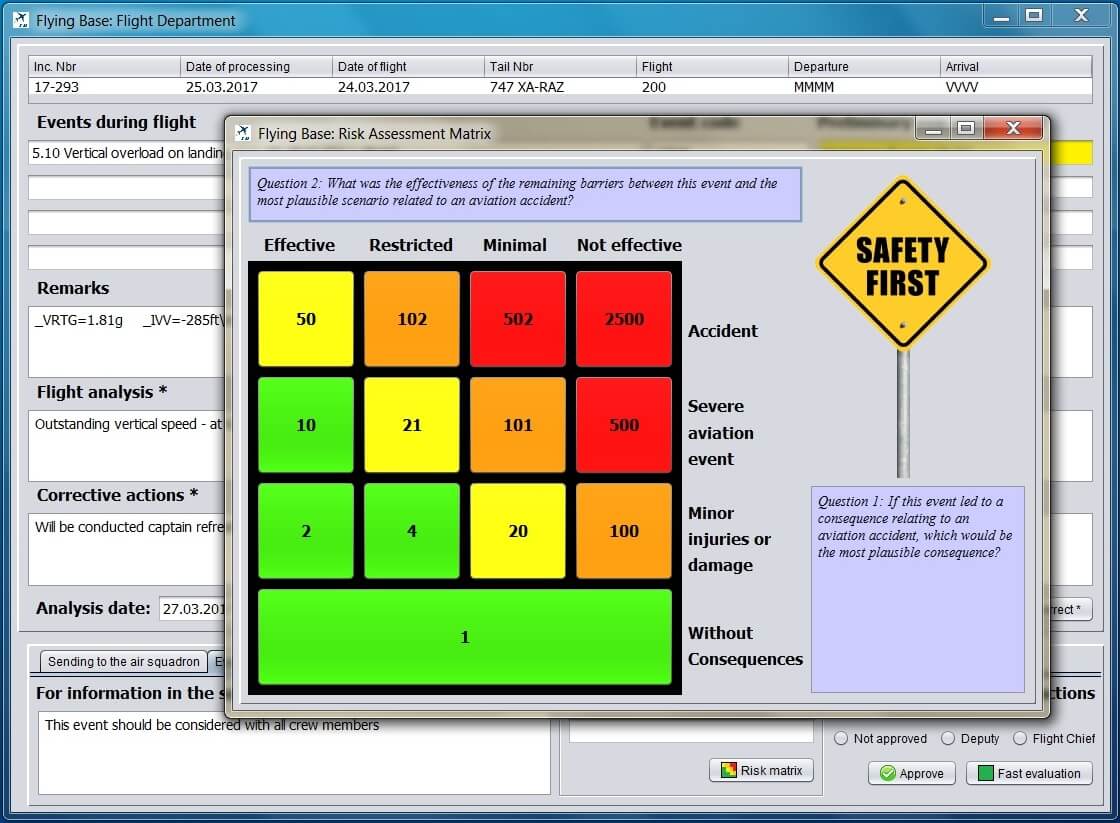 Flying Base: Flight Department
Inc. Nbr Date of processing Date of flight Tail Nbr Flight Departure Arrival
17-293 25.03.2017 24.03.2017 747 XA-RAZ 200 MMMM VVVV
Events during flight
5.10 Vertical overload on landin
Flying Base: Risk Assessment Matrix
Question 2: What was the effectiveness of the remaining barriers between this event and the
most plausible scenario related to an aviation accident?
Effective Restricted Minimal Not effective
50 102 502 2500 Accident
10 21 101 500 Severe
aviation
event
2 4 20 100 Minor
injuries or
damage
1 Without
Consequences
SAFETY
FIRST
Question 1: If this event led to a
consequence relating to an
aviation accident, which would be
the most plausible consequence?
Remarks
_VRTG=1.81g _IVV=-285ft\
Flight analysis *
Outstanding vertical speed - at
Corrective actions *
Will be conducted captain refre
Analysis date: 27.03.201
rrect *
Sending to the air squadron E
For information in the s
This event should be considered with all crew members
ctions
Risk matrix
Not approved Deputy Flight Chief
Approve Fast evaluation